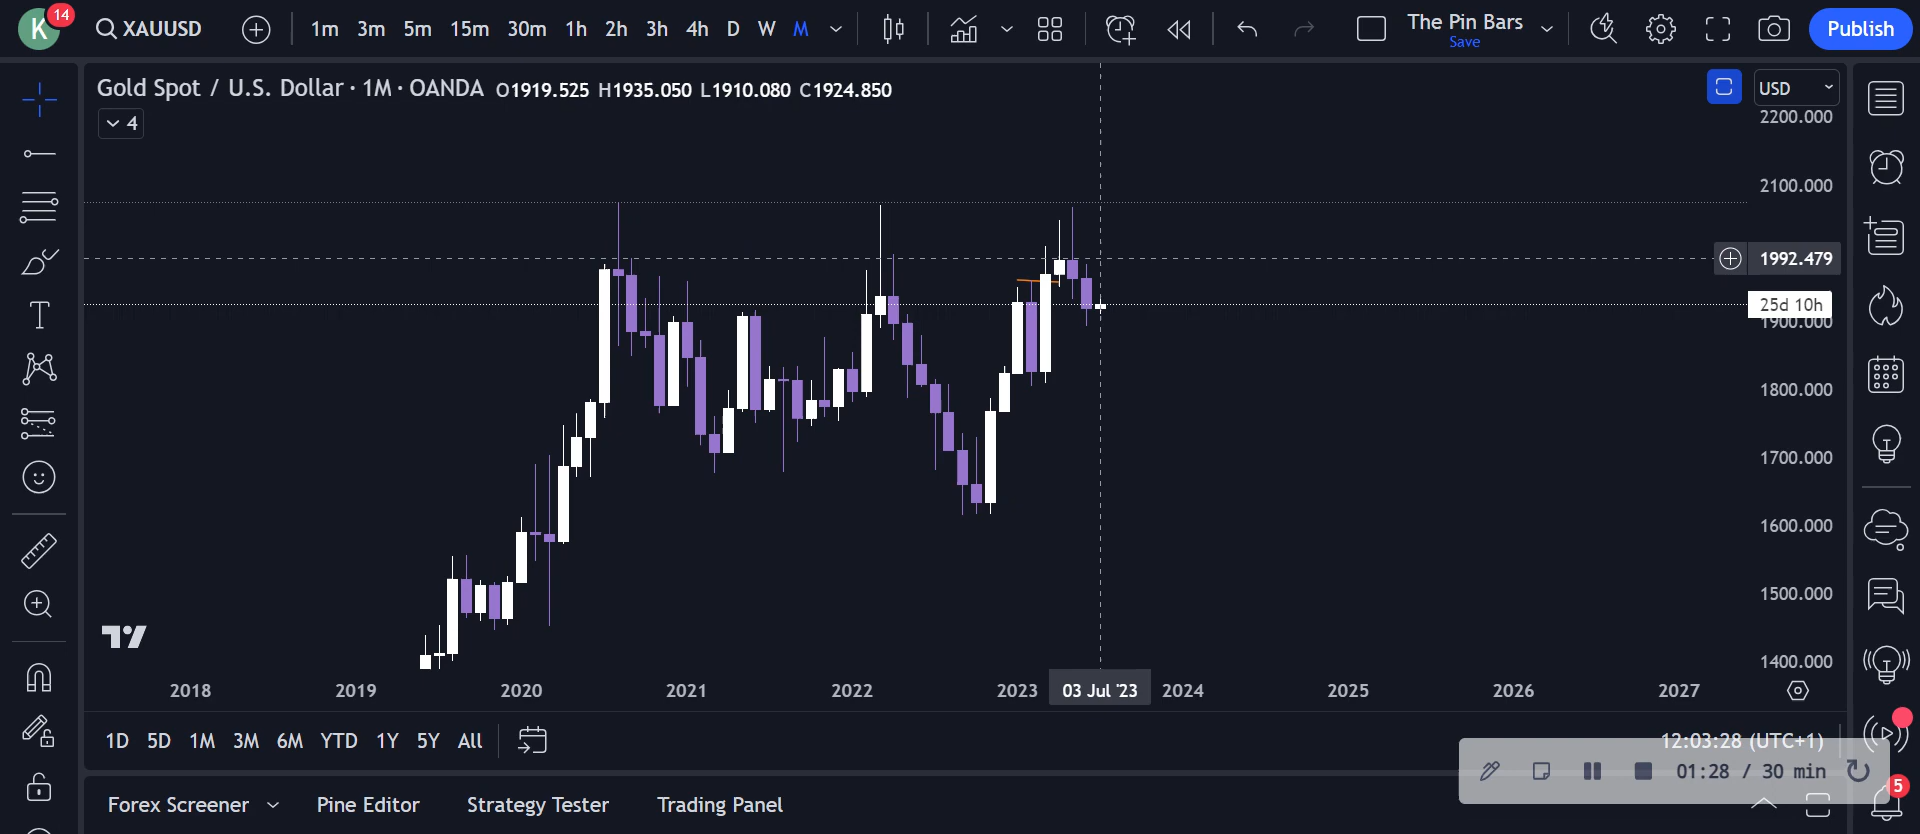 K
14
XAUUSD
1m 3m 5m 15m 30m 1h 2h 3h 4h D W M
The Pin Bars
Save
Publish
Gold Spot / U.S. Dollar · 1M · OANDA O1919.525 H1935.050 L1910.080 C1924.850
4
USD
2200.000
2100.000
1992.479
25d 10h
1900.000
1800.000
1700.000
1600.000
1500.000
1400.000
2018 2019 2020 2021 2022 2023 03 Jul '23 2024 2025 2026 2027
1D 5D 1M 3M 6M YTD 1Y 5Y All
12:03:28 (UTC+1)
01:28 / 30 min
5
Forex Screener Pine Editor Strategy Tester Trading Panel